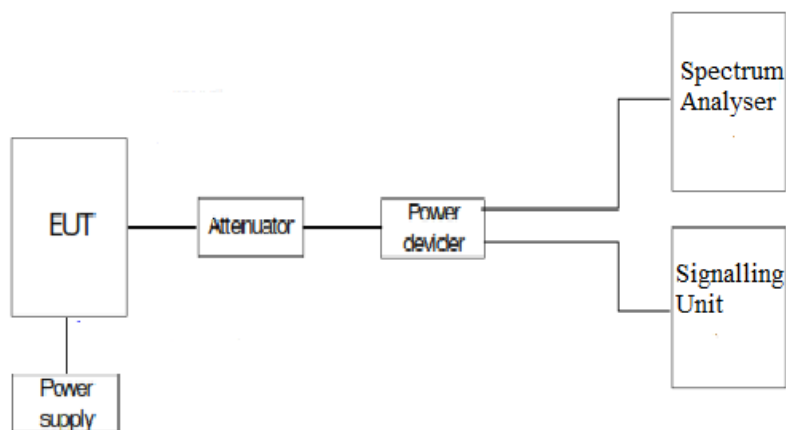 Spectrum
Analyser
EUT
Attenuator
Power
devider
Signalling
Unit
Power
supply